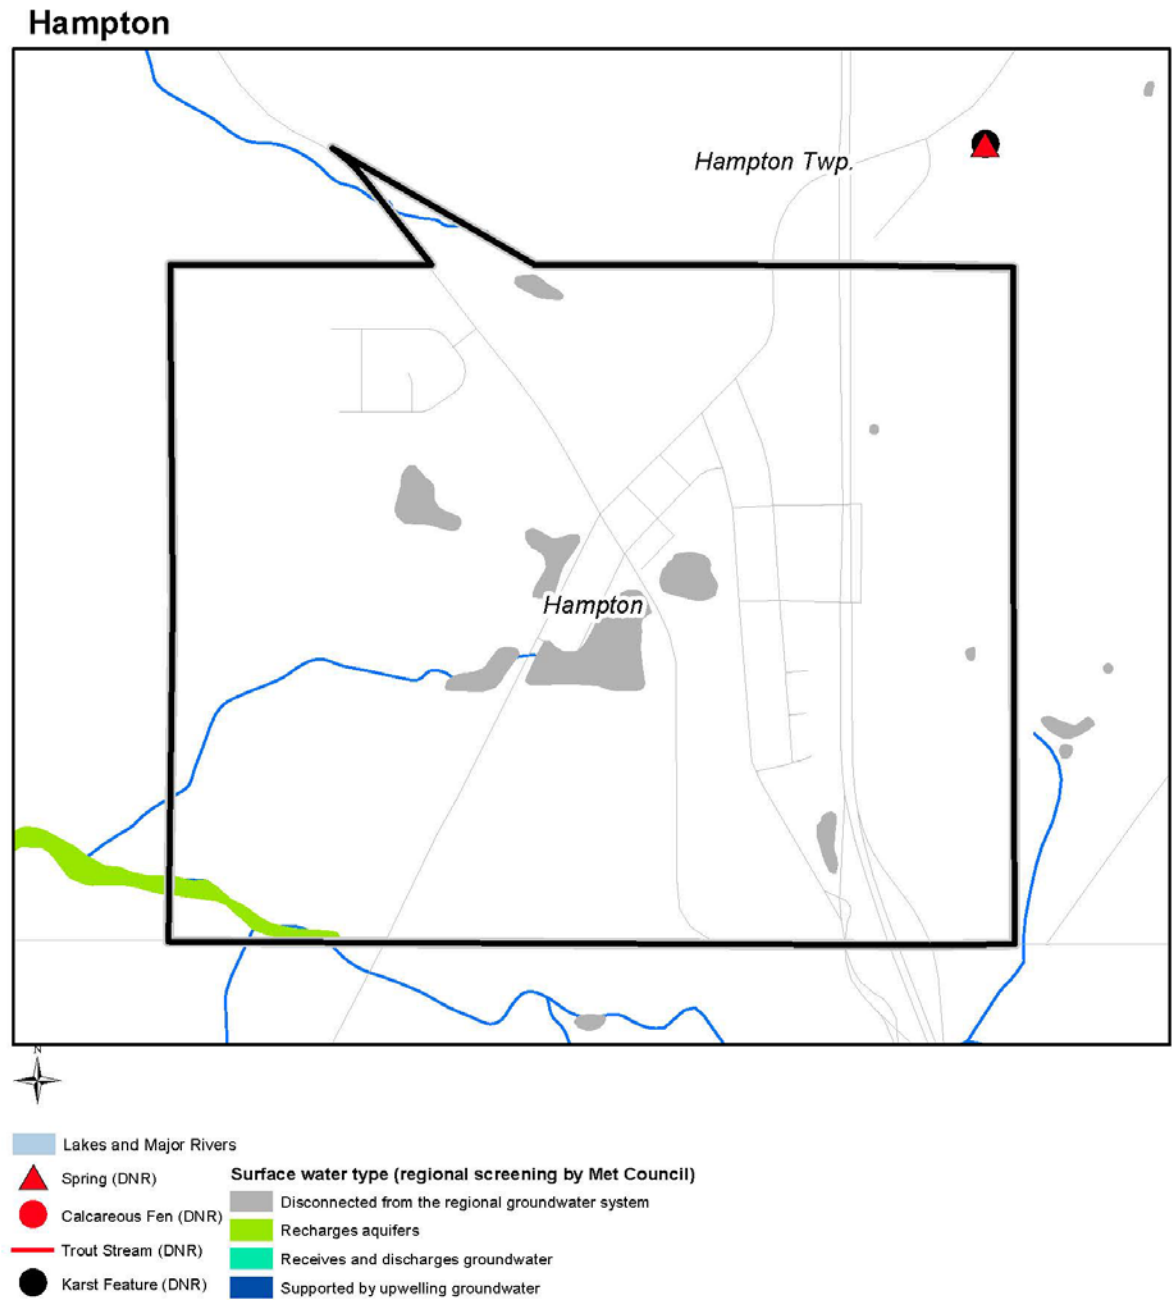 Hampton
Hampton Twp.
Hampton
N
Lakes and Major Rivers
Spring (DNR)
Calcareous Fen (DNR)
Trout Stream (DNR)
Karst Feature (DNR)
Surface water type (regional screening by Met Council)
Disconnected from the regional groundwater system
Recharges aquifers
Receives and discharges groundwater
Supported by upwelling groundwater